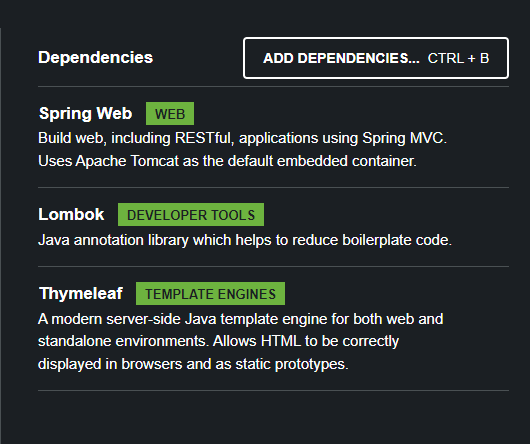 Dependencies ADD DEPENDENCIES... CTRL + B
Spring Web WEB
Build web, including RESTful, applications using Spring MVC.
Uses Apache Tomcat as the default embedded container.
Lombok DEVELOPER TOOLS
Java annotation library which helps to reduce boilerplate code.
Thymeleaf TEMPLATE ENGINES
A modern server-side Java template engine for both web and
standalone environments. Allows HTML to be correctly
displayed in browsers and as static prototypes.